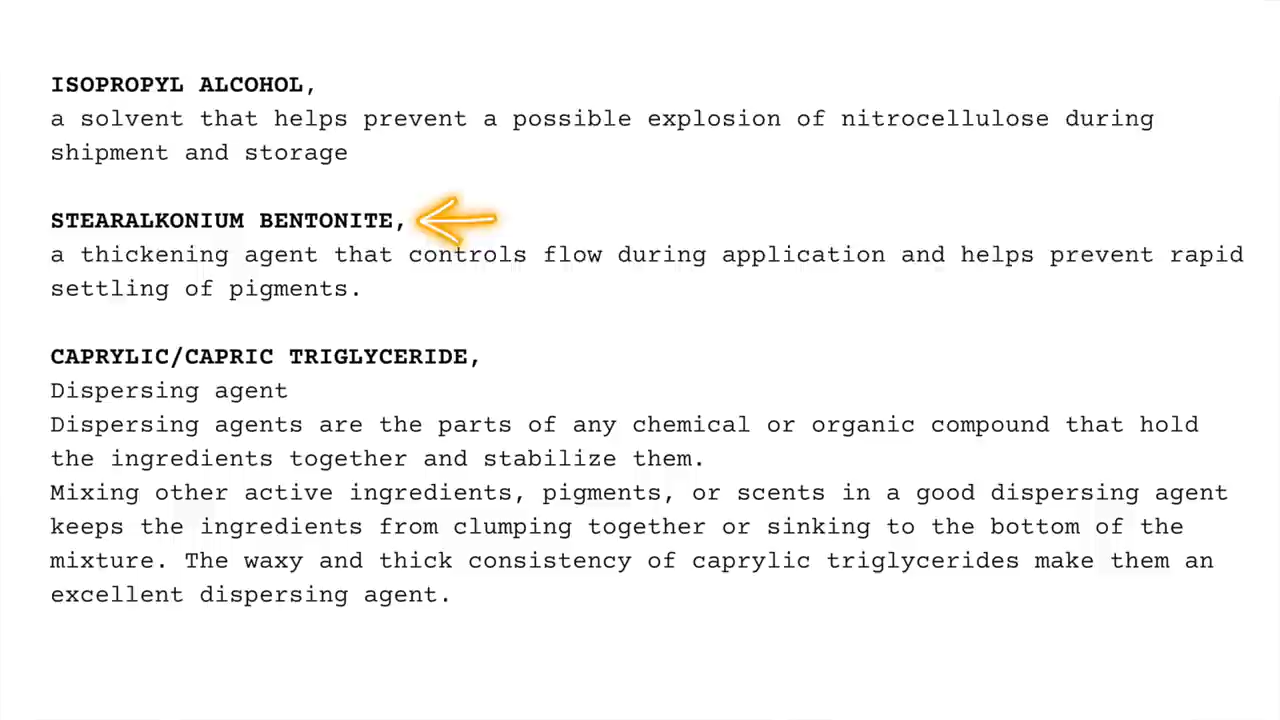 ISOPROPYL ALCOHOL,
a solvent that helps prevent a possible explosion of nitrocellulose during
shipment and storage
STEARALKONIUM BENTONITE,
a thickening agent that controls flow during application and helps prevent rapid
settling of pigments.
CAPRYLIC/CAPRIC TRIGLYCERIDE,
Dispersing agent
Dispersing agents are the parts of any chemical or organic compound that hold
the ingredients together and stabilize them.
Mixing other active ingredients, pigments, or scents in a good dispersing agent
keeps the ingredients from clumping together or sinking to the bottom of the
mixture. The waxy and thick consistency of caprylic triglycerides make them an
excellent dispersing agent.